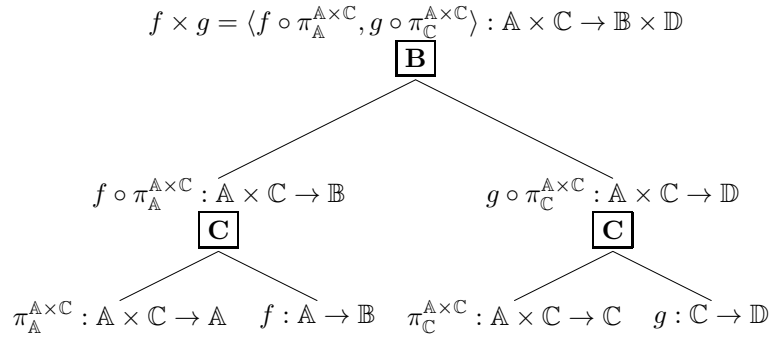 f × g = ⟨f ∘ π_𝔸^{𝔸×ℂ}, g ∘ π_ℂ^{𝔸×ℂ}⟩ : 𝔸 × ℂ → 𝔹 × 𝔻
B
f ∘ π_𝔸^{𝔸×ℂ} : 𝔸 × ℂ → 𝔹 g ∘ π_ℂ^{𝔸×ℂ} : 𝔸 × ℂ → 𝔻
C C
π_𝔸^{𝔸×ℂ} : 𝔸 × ℂ → 𝔸 f : 𝔸 → 𝔹 π_ℂ^{𝔸×ℂ} : 𝔸 × ℂ → ℂ g : ℂ → 𝔻